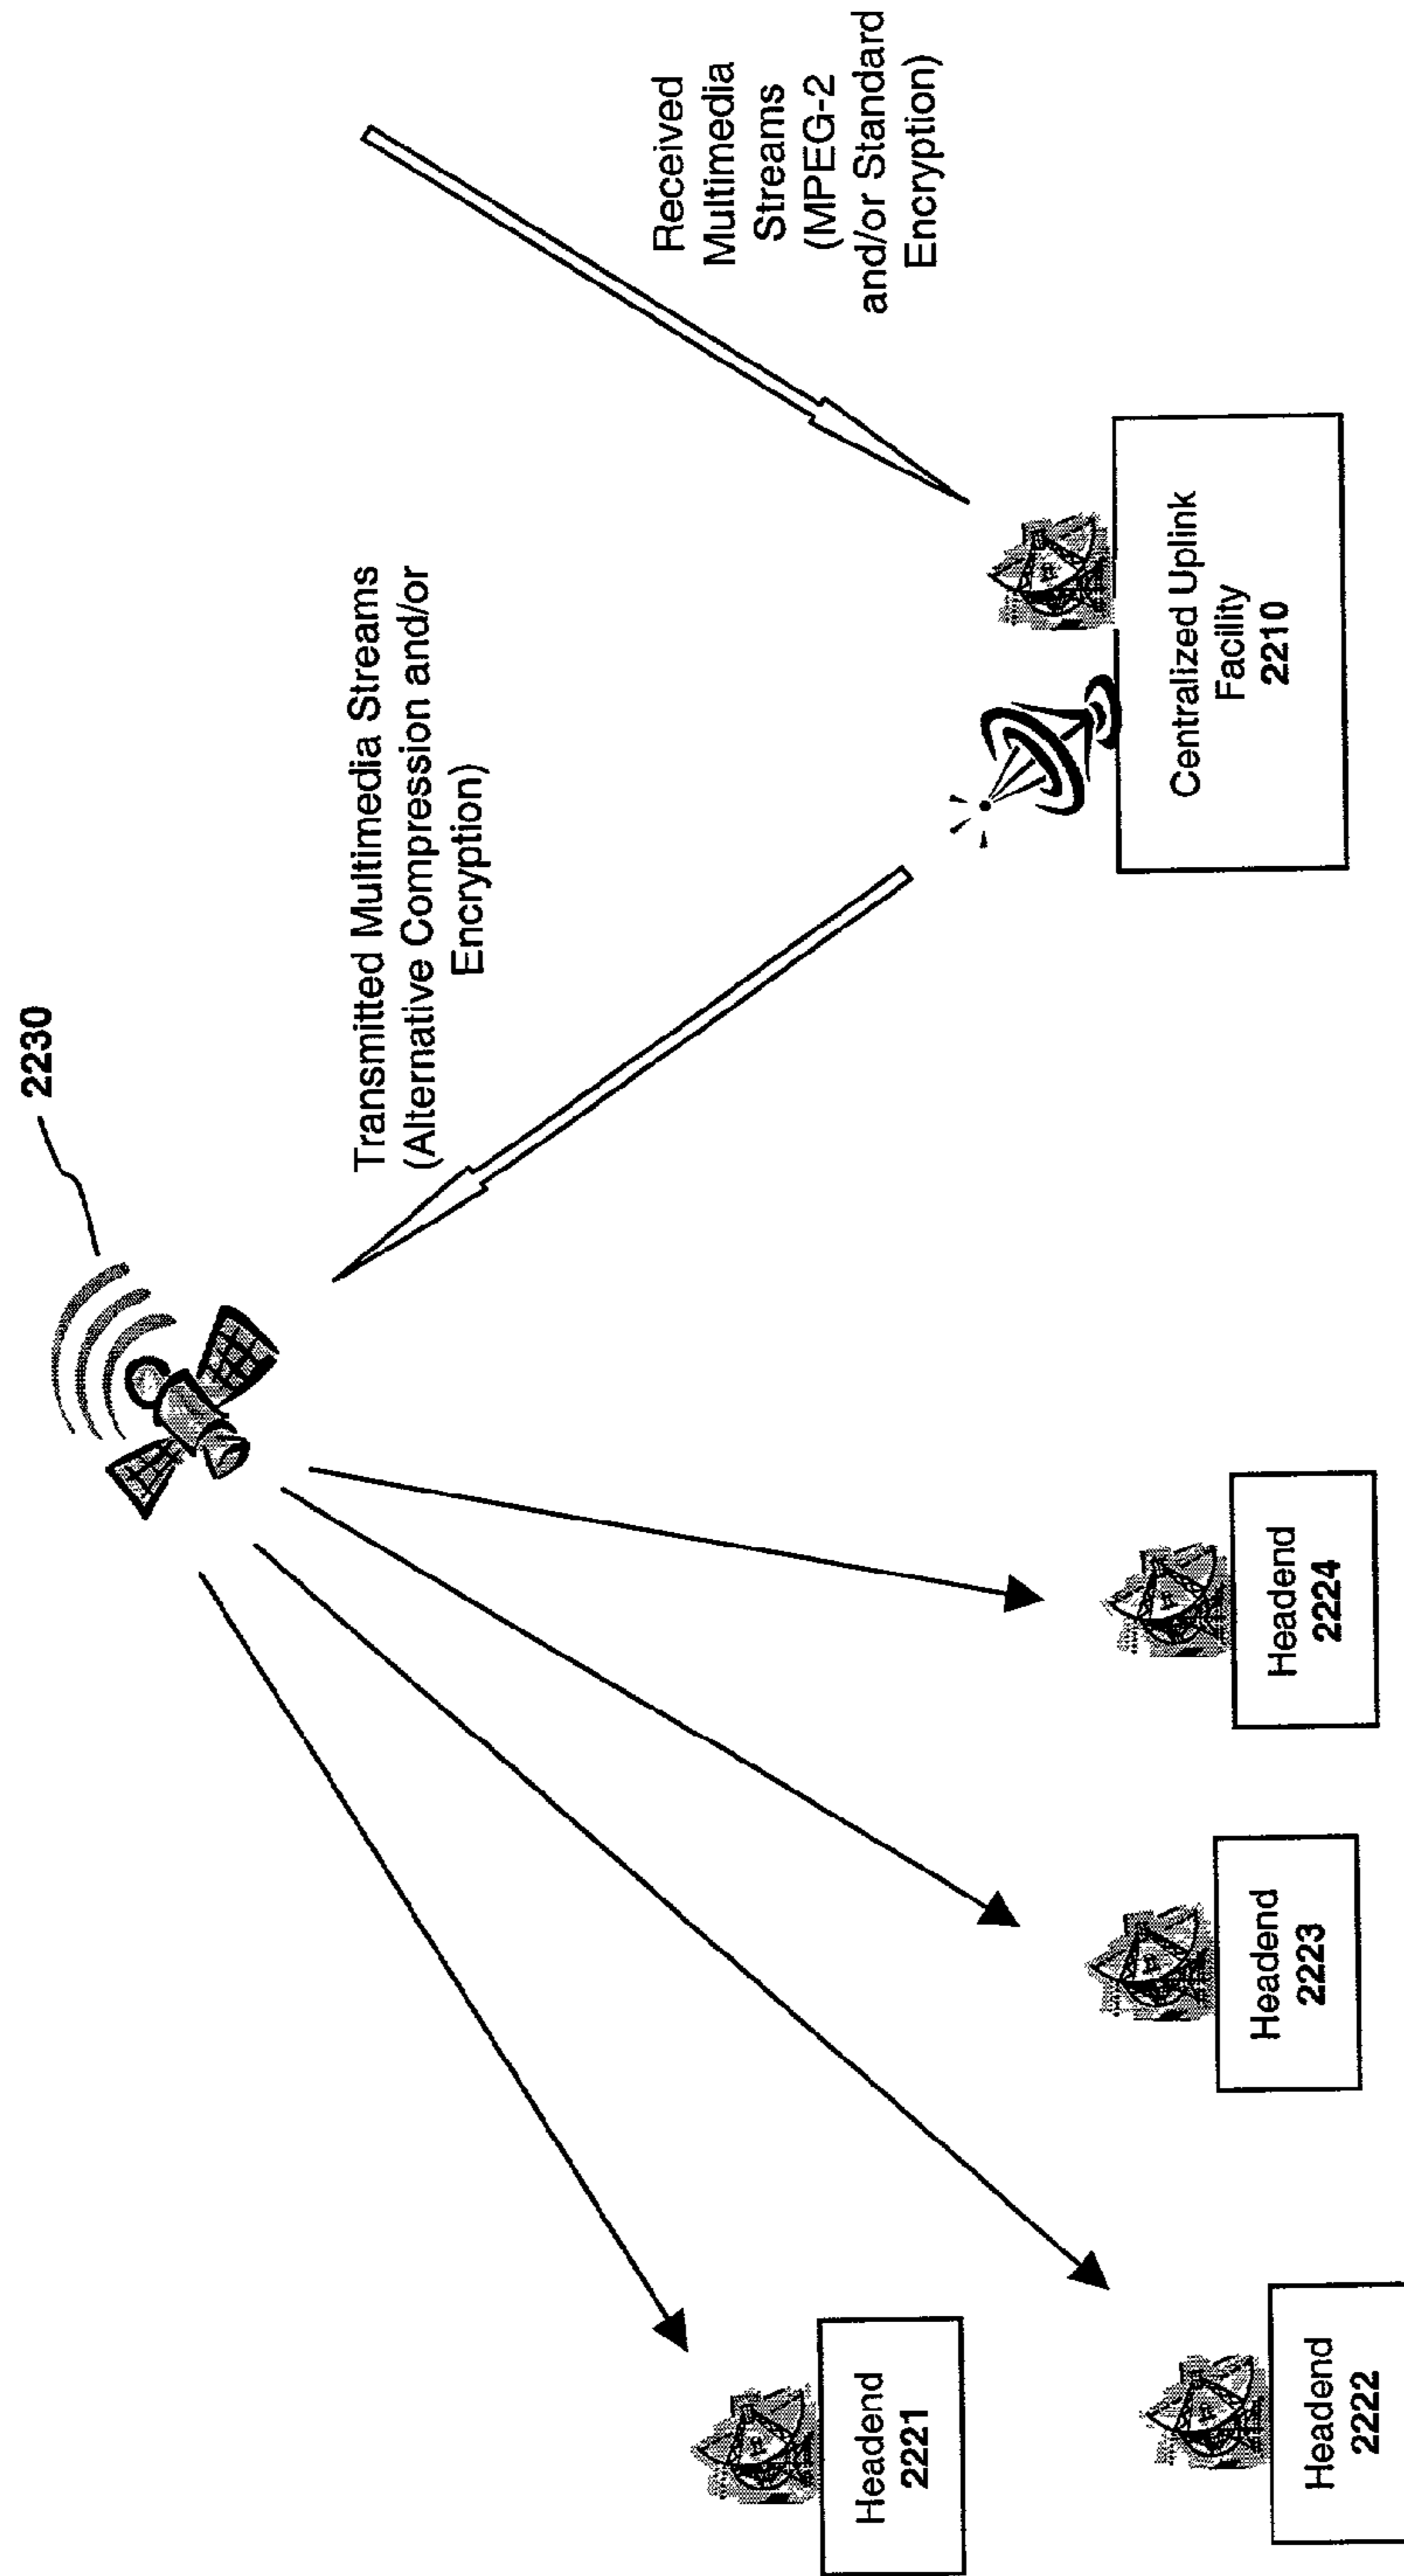 2230
Transmitted Multimedia Streams
(Alternative Compression and/or
Encryption)
Received
Multimedia
Streams
(MPEG-2
and/or Standard
Encryption)
Headend
2221
Headend
2222
Headend
2223
Headend
2224
Centralized Uplink
Facility
2210